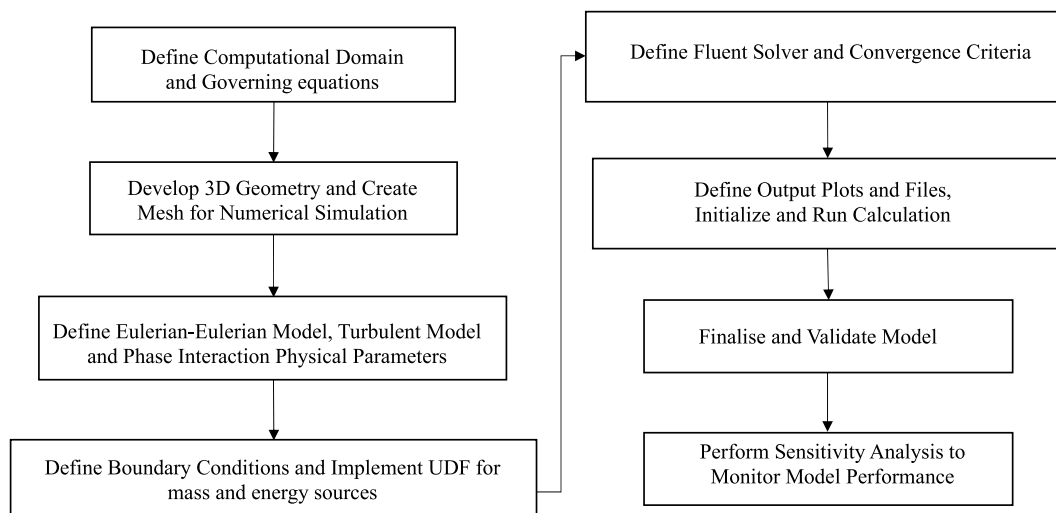 Define Computational Domain
and Governing equations
Develop 3D Geometry and Create
Mesh for Numerical Simulation
Define Eulerian-Eulerian Model, Turbulent Model
and Phase Interaction Physical Parameters
Define Boundary Conditions and Implement UDF for
mass and energy sources
Define Fluent Solver and Convergence Criteria
Define Output Plots and Files,
Initialize and Run Calculation
Finalise and Validate Model
Perform Sensitivity Analysis to
Monitor Model Performance